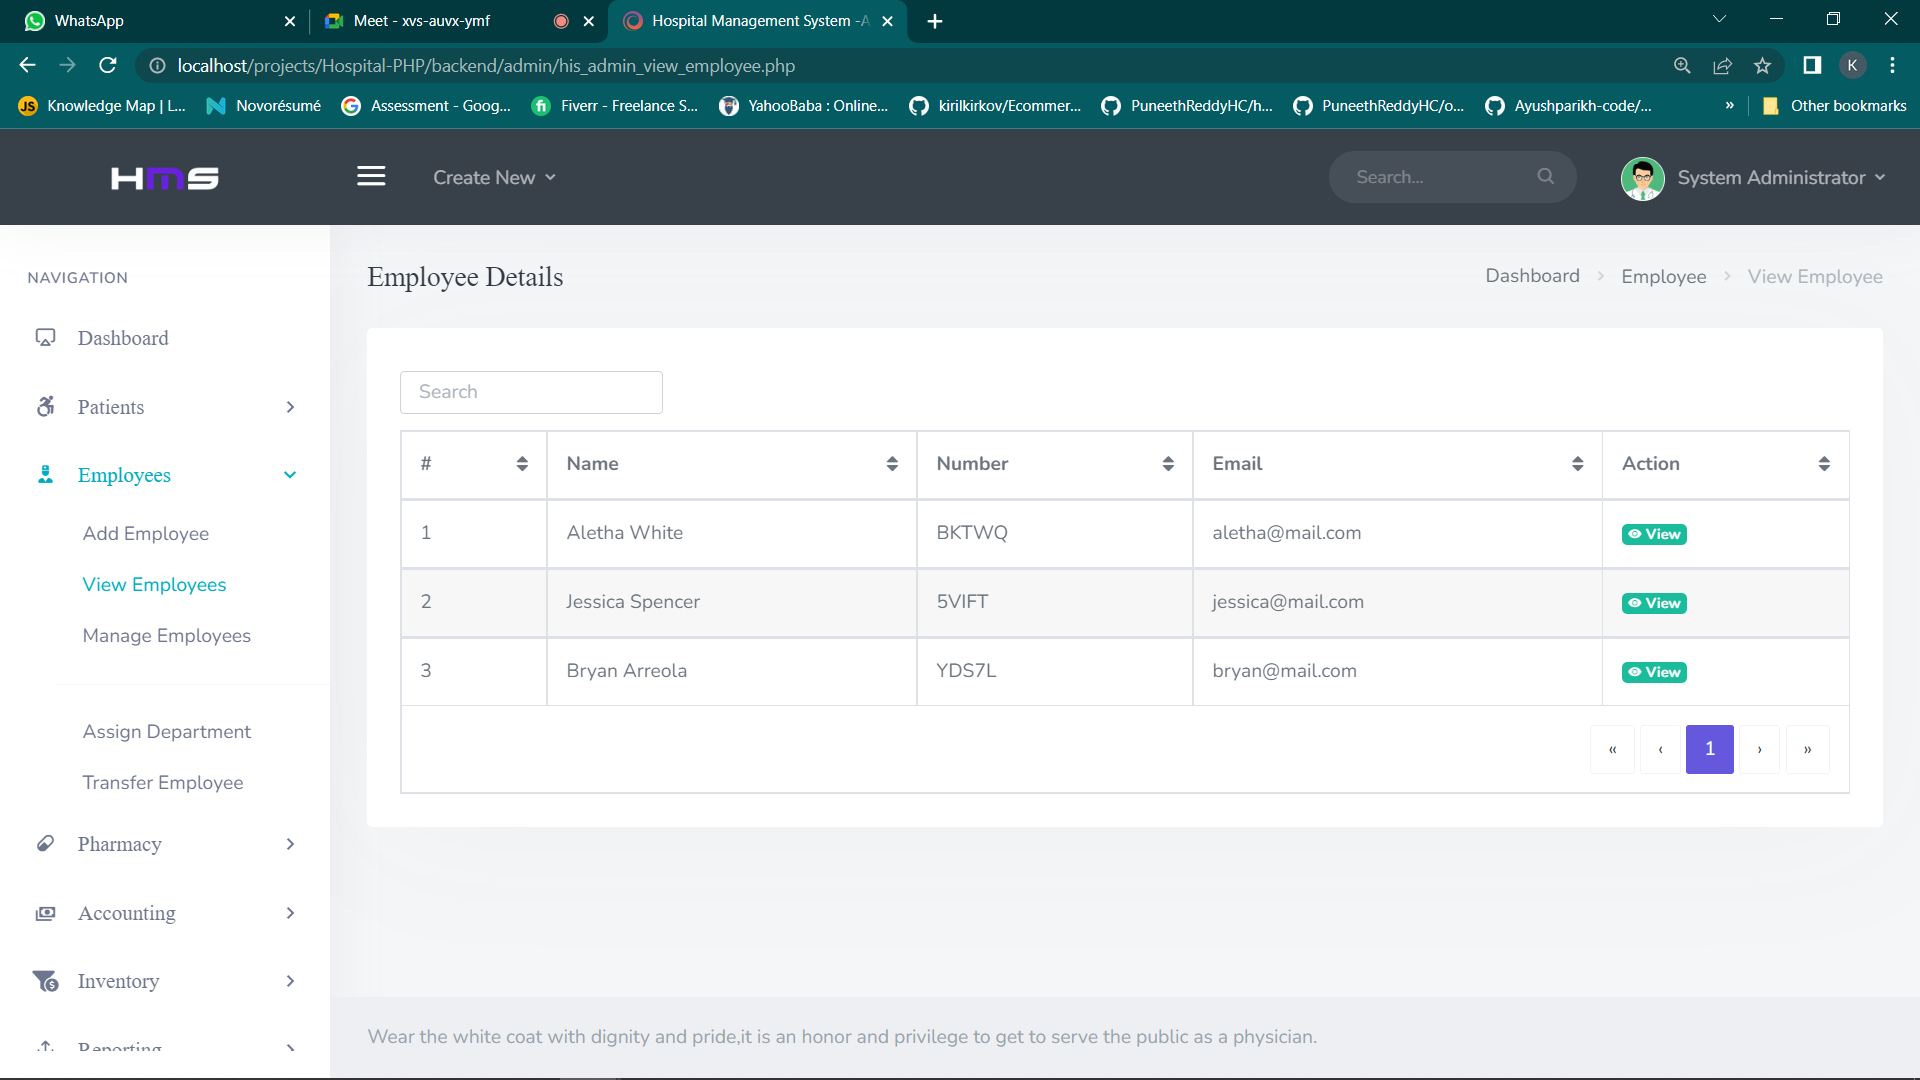 WhatsApp
Meet - xvs-auvx-ymf
Hospital Management System -A
localhost/projects/Hospital-PHP/backend/admin/his_admin_view_employee.php
K
JS Knowledge Map | L...
Novorésumé
Assessment - Goog...
Fiverr - Freelance S...
YahooBaba : Online...
kirilkirkov/Ecommer...
PuneethReddyHC/h...
PuneethReddyHC/o...
Ayushparikh-code/...
»
Other bookmarks
HMS
Create New
Search...
System Administrator
NAVIGATION
Dashboard
Patients
Employees
Add Employee
View Employees
Manage Employees
Assign Department
Transfer Employee
Pharmacy
Accounting
Inventory
Reporting
Employee Details
Dashboard > Employee > View Employee
Search
# Name Number Email Action
1 Aletha White BKTWQ aletha@mail.com View
2 Jessica Spencer 5VIFT jessica@mail.com View
3 Bryan Arreola YDS7L bryan@mail.com View
« ‹ 1 › »
Wear the white coat with dignity and pride,it is an honor and privilege to get to serve the public as a physician.